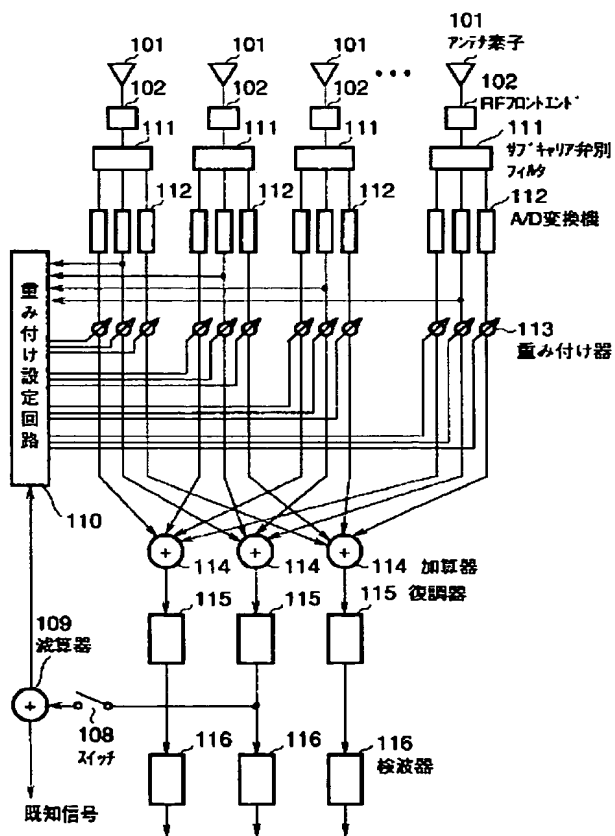 101 101 101 101
アンテナ素子
102 102 102 102
RFフロントエンド
111 111 111 111
サブキャリア弁別
フィルタ
112 112 112 112
A/D変換機
重み付け設定回路
113
重み付け器
110
114 114 114 加算器
115 115 115 復調器
109
減算器
108
スイッチ
116 116 116
検波器
既知信号